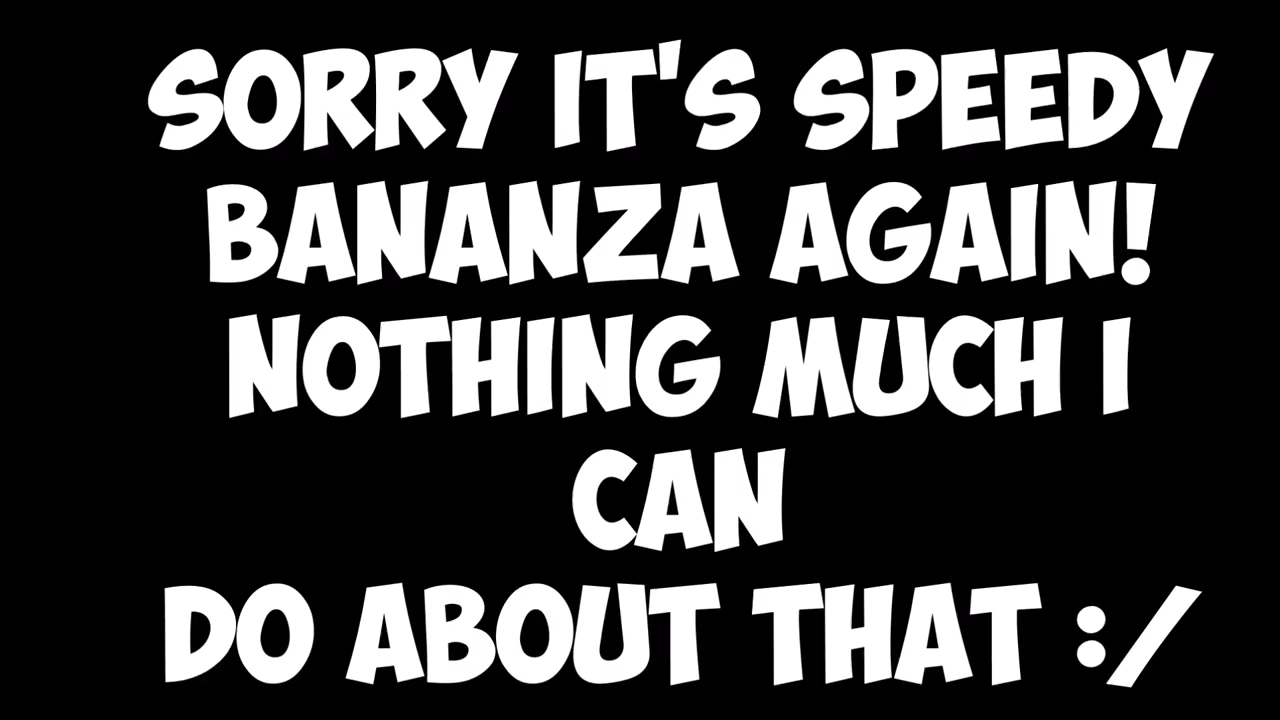 SORRY IT'S SPEEDY
BANANZA AGAIN!
NOTHING MUCH I
CAN
DO ABOUT THAT :/